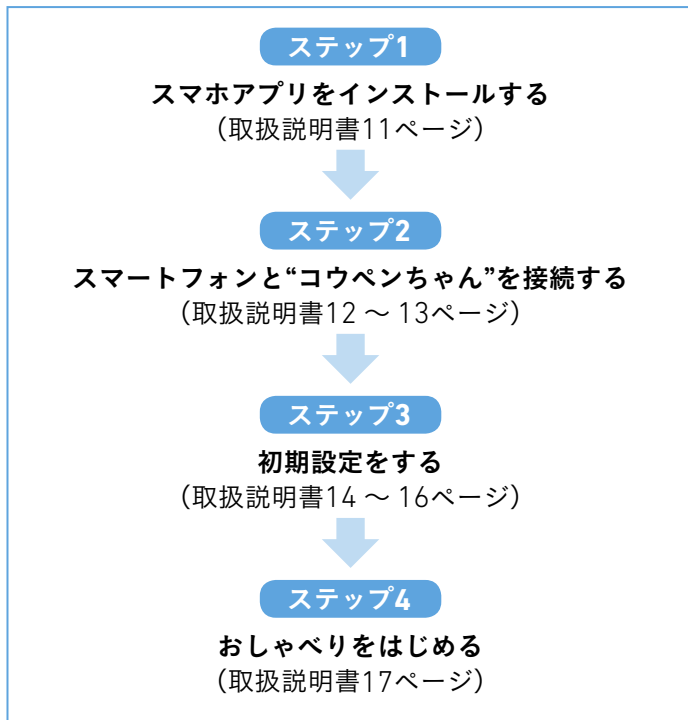 ステップ1
スマホアプリをインストールする
（取扱説明書11ページ）
ステップ2
スマートフォンと“コウペンちゃん”を接続する
（取扱説明書12 ～ 13ページ）
ステップ3
初期設定をする
（取扱説明書14 ～ 16ページ）
ステップ4
おしゃべりをはじめる
（取扱説明書17ページ）